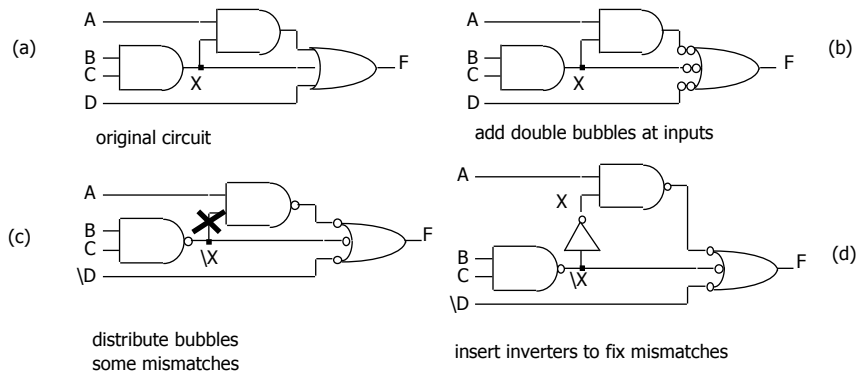 (a)
A
B
C
D
X
F
original circuit
(b)
A
B
C
D
X
F
add double bubbles at inputs
(c)
A
B
C
\D
\X
F
distribute bubbles
some mismatches
(d)
A
X
B
C
\D
\X
F
insert inverters to fix mismatches